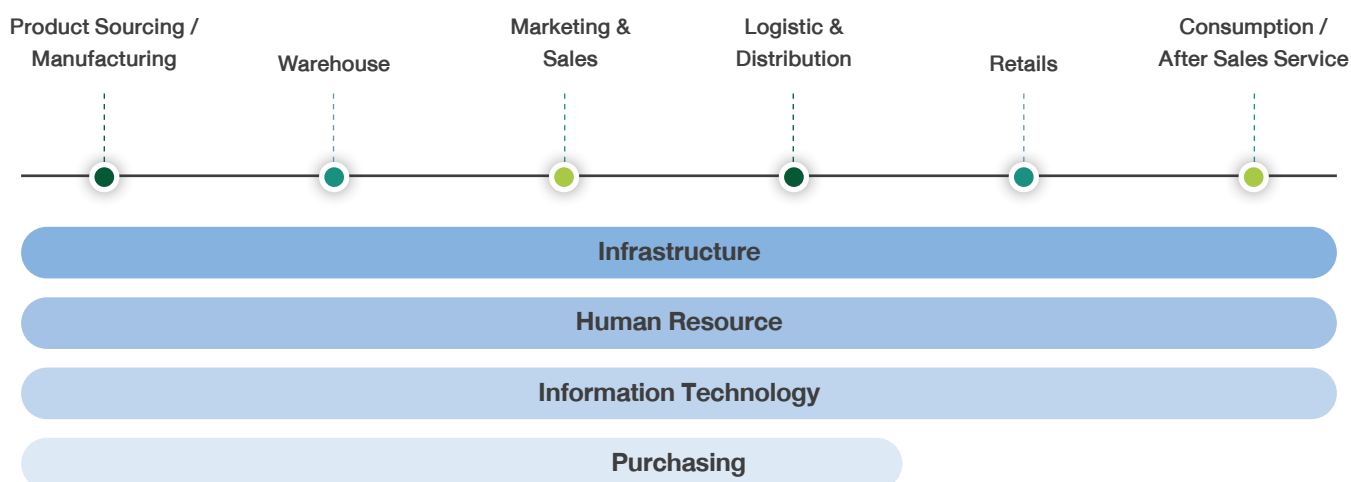 Product Sourcing /
Manufacturing
Warehouse
Marketing &
Sales
Logistic &
Distribution
Retails
Consumption /
After Sales Service
Infrastructure
Human Resource
Information Technology
Purchasing